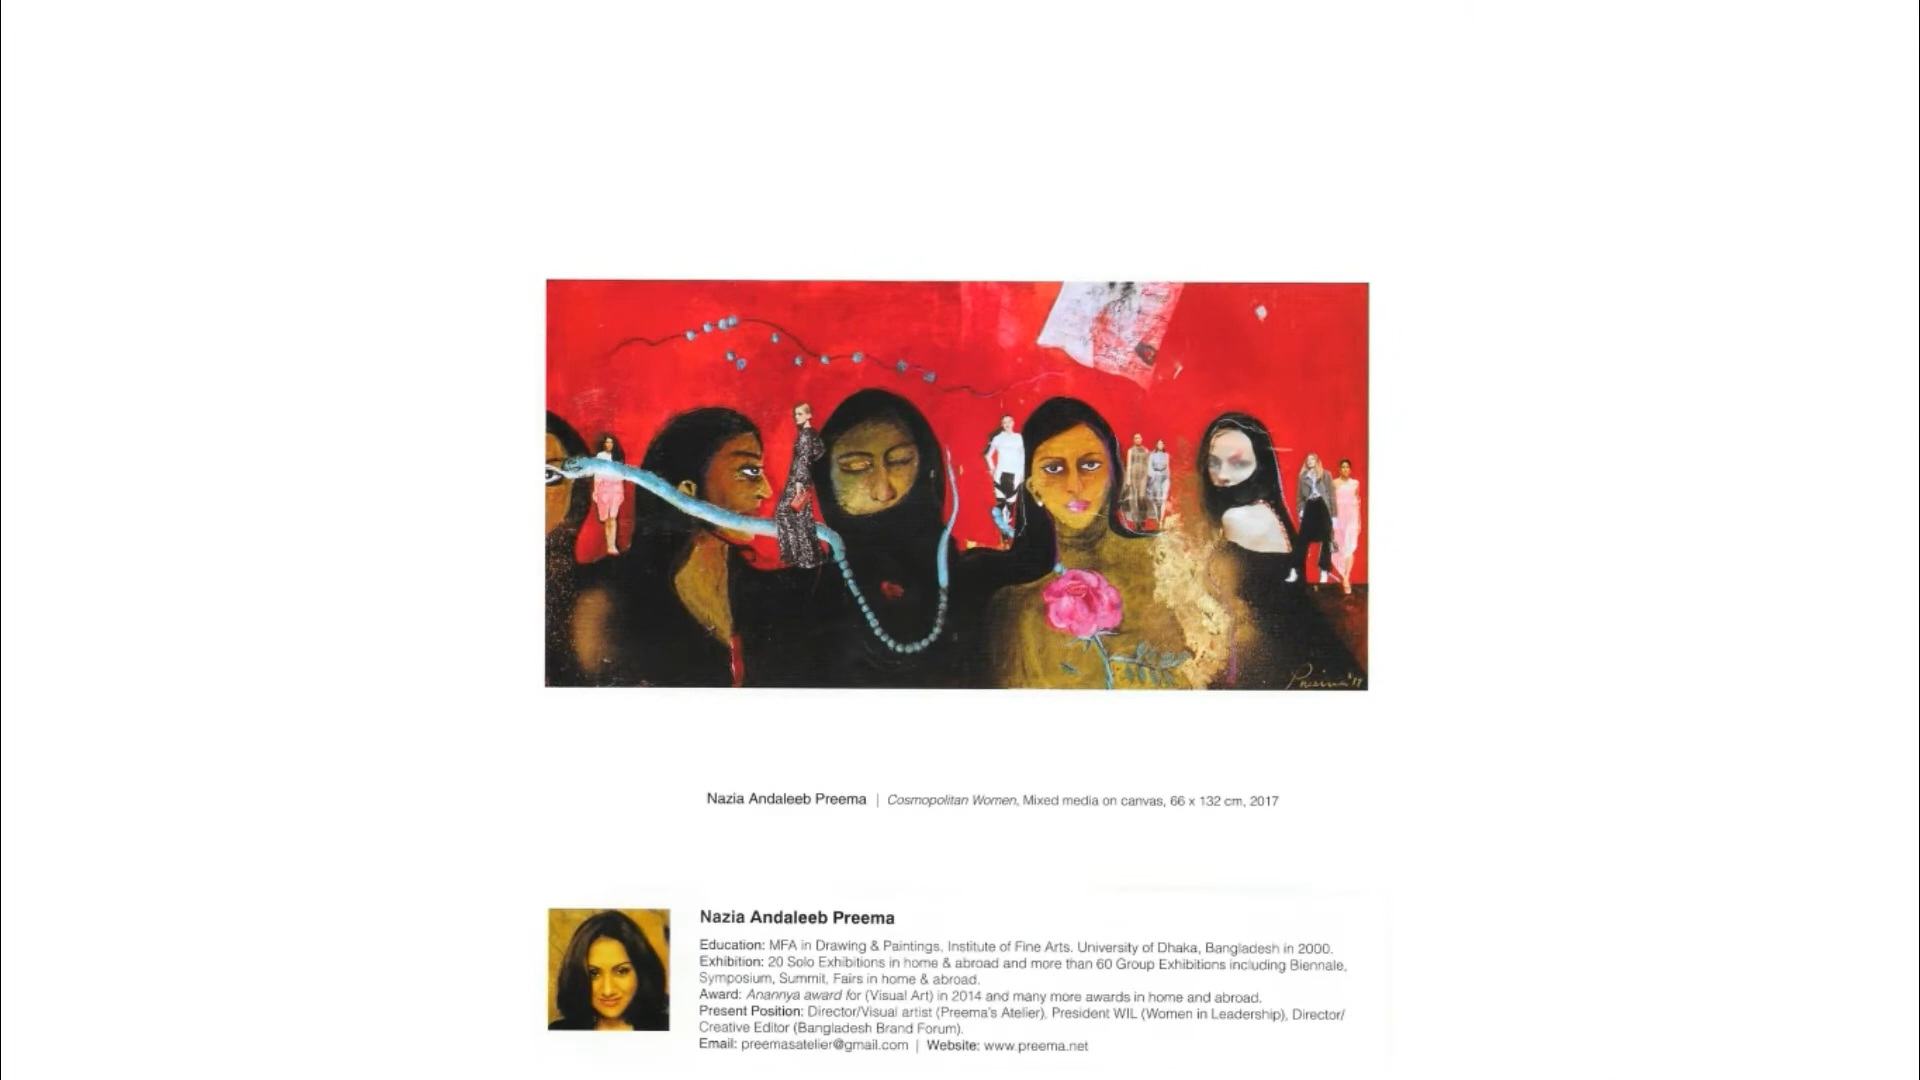 Preema '17
Nazia Andaleeb Preema | Cosmopolitan Women, Mixed media on canvas, 66 x 132 cm, 2017
Nazia Andaleeb Preema
Education: MFA in Drawing & Paintings, Institute of Fine Arts. University of Dhaka, Bangladesh in 2000.
Exhibition: 20 Solo Exhibitions in home & abroad and more than 60 Group Exhibitions including Biennale,
Symposium, Summit, Fairs in home & abroad.
Award: Anannya award for (Visual Art) in 2014 and many more awards in home and abroad.
Present Position: Director/Visual artist (Preema's Atelier), President WIL (Women in Leadership), Director/
Creative Editor (Bangladesh Brand Forum).
Email: preemasatelier@gmail.com | Website: www.preema.net